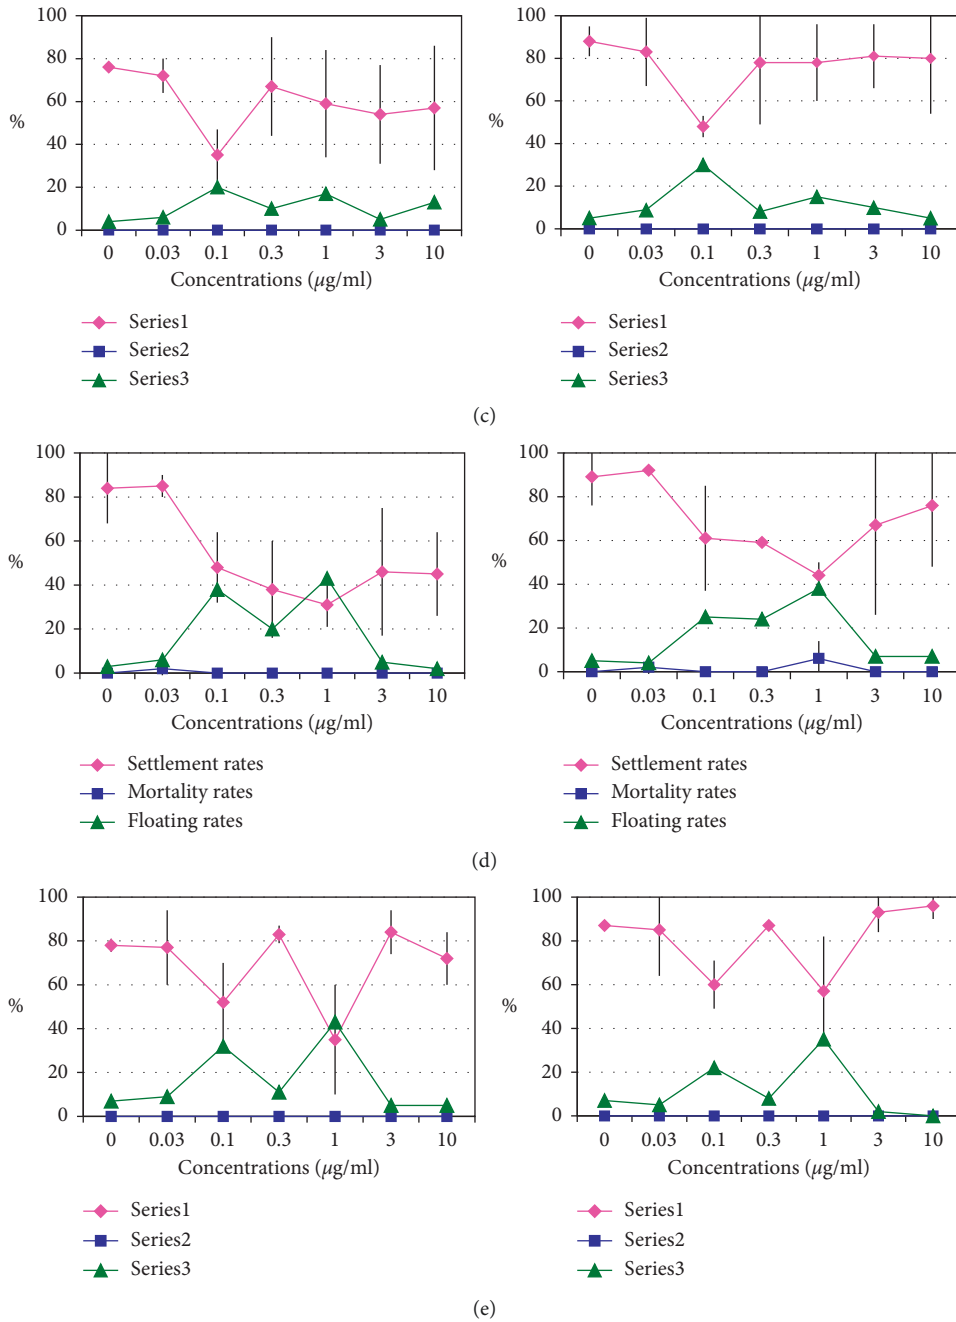 100
80
60
%
40
20
0
0 0.03 0.1 0.3 1 3 10
Concentrations (µg/ml)
Series1
Series2
Series3
100
80
60
%
40
20
0
0 0.03 0.1 0.3 1 3 10
Concentrations (µg/ml)
Series1
Series2
Series3
(c)
100
80
60
%
40
20
0
0 0.03 0.1 0.3 1 3 10
Concentrations (µg/ml)
Settlement rates
Mortality rates
Floating rates
100
80
60
%
40
20
0
0 0.03 0.1 0.3 1 3 10
Concentrations (µg/ml)
Settlement rates
Mortality rates
Floating rates
(d)
100
80
60
%
40
20
0
0 0.03 0.1 0.3 1 3 10
Concentrations (µg/ml)
Series1
Series2
Series3
100
80
60
%
40
20
0
0 0.03 0.1 0.3 1 3 10
Concentrations (µg/ml)
Series1
Series2
Series3
(e)